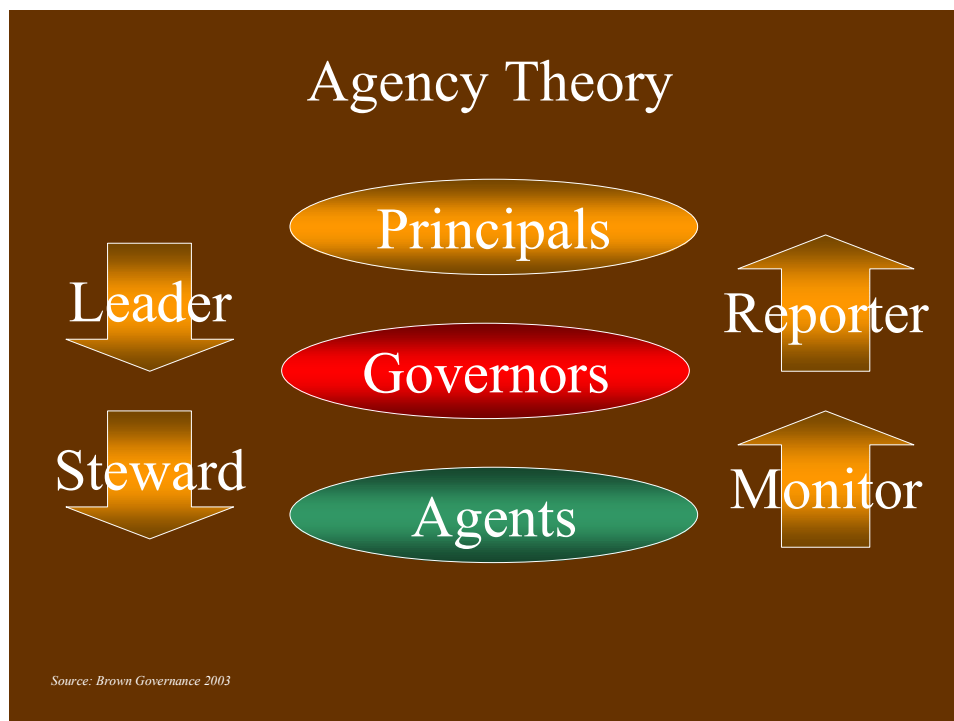 Agency Theory
Principals
Leader
Reporter
Governors
Steward
Monitor
Agents
Source: Brown Governance 2003